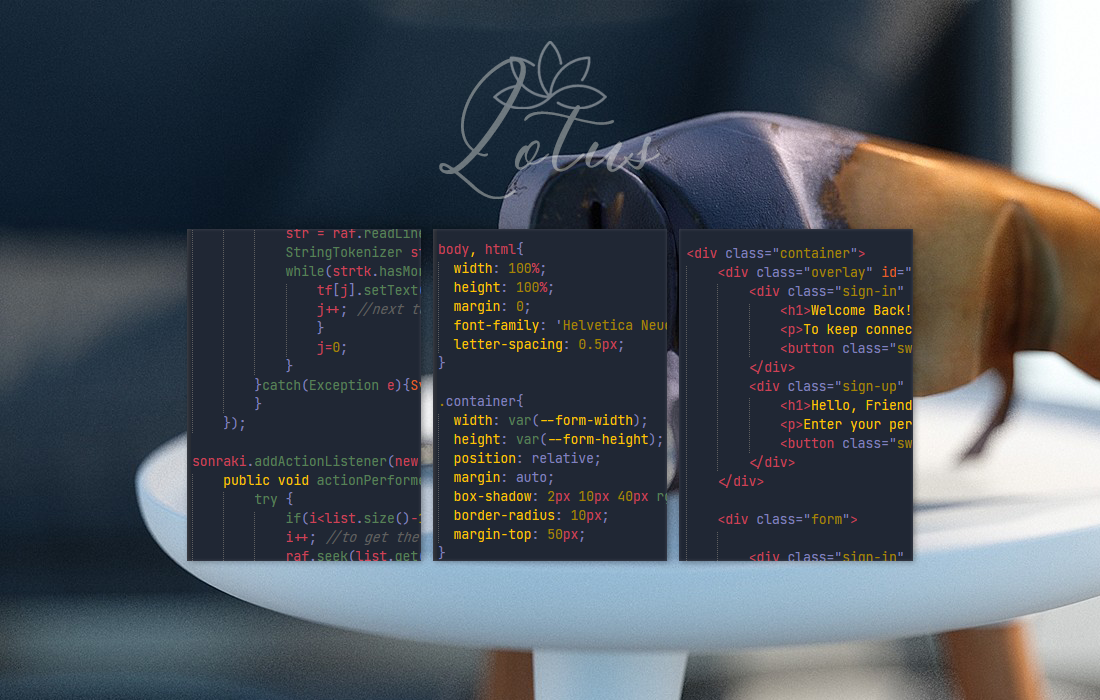 Lotus
str = raf.readLin
StringTokenizer st
while(strtk.hasMor
tf[j].setText(
j++; //next t
}
j=0;
}
}catch(Exception e){Sy
}
});
sonraki.addActionListener(new
public void actionPerforme
try {
if(i<list.size()-1
i++; //to get the
raf.seek(list.get(
body, html{
width: 100%;
height: 100%;
margin: 0;
font-family: 'Helvetica Neue
letter-spacing: 0.5px;
}
.container{
width: var(--form-width);
height: var(--form-height);
position: relative;
margin: auto;
box-shadow: 2px 10px 40px r
border-radius: 10px;
margin-top: 50px;
}
<div class="container">
<div class="overlay" id="
<div class="sign-in"
<h1>Welcome Back!
<p>To keep connec
<button class="sw
</div>
<div class="sign-up"
<h1>Hello, Friend
<p>Enter your per
<button class="sw
</div>
</div>
<div class="form">
<div class="sign-in"